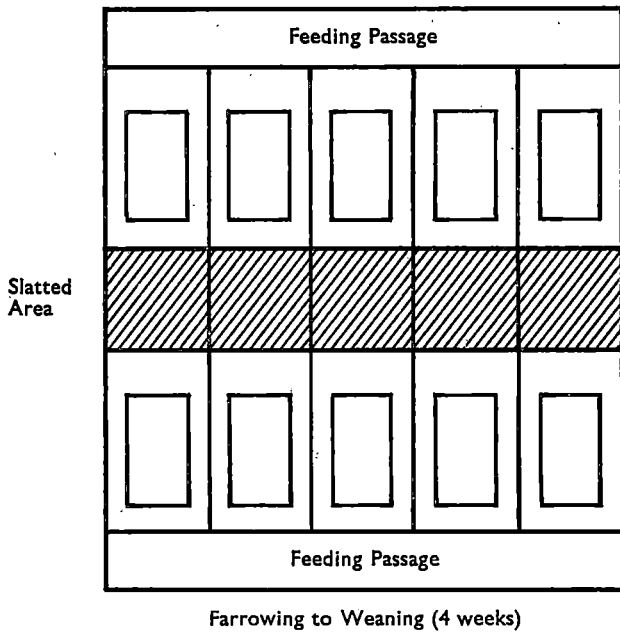 Feeding Passage
Slatted
Area
Feeding Passage
Farrowing to Weaning (4 weeks)